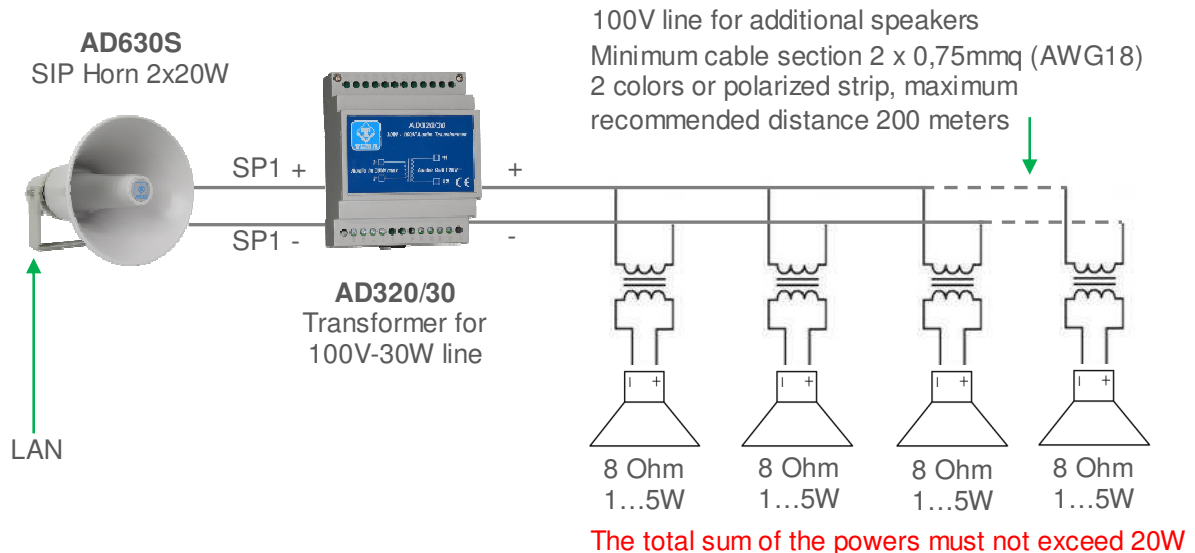 100V line for additional speakers
AD630S
SIP Horn 2x20W
Minimum cable section 2 x 0,75mmq (AWG18)
2 colors or polarized strip, maximum
recommended distance 200 meters
AD320/30
SP1 +
+
SP1 -
-
AD320/30
Transformer for
100V-30W line
LAN
- +
- +
- +
- +
8 Ohm
1...5W
8 Ohm
1...5W
8 Ohm
1...5W
8 Ohm
1...5W
The total sum of the powers must not exceed 20W